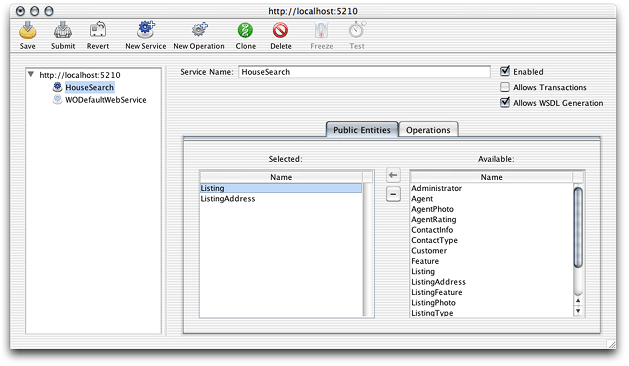 http://localhost:5210
Save Submit Revert New Service New Operation Clone Delete Freeze Test
http://localhost:5210
HouseSearch
WODefaultWebService
Service Name: HouseSearch
Enabled
Allows Transactions
Allows WSDL Generation
Public Entities Operations
Selected:
Name
Listing
ListingAddress
Available:
Name
Administrator
Agent
AgentPhoto
AgentRating
ContactInfo
ContactType
Customer
Feature
Listing
ListingAddress
ListingFeature
ListingPhoto
ListingType